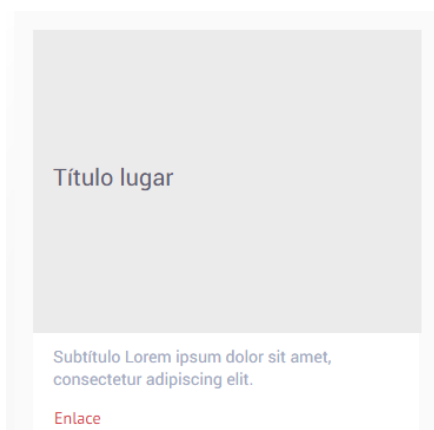 Título lugar
Subtítulo Lorem ipsum dolor sit amet,
consectetur adipiscing elit.
Enlace